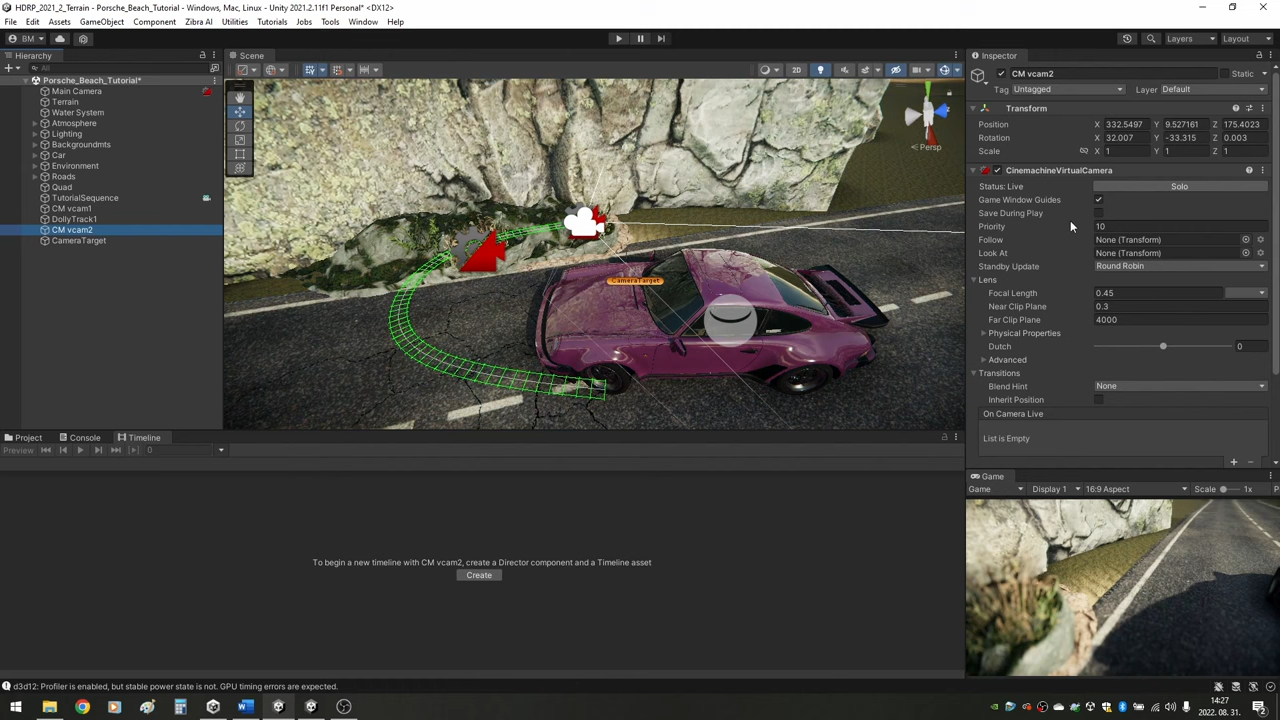 HDRP_2021_2_Terrain - Porsche_Beach_Tutorial - Windows, Mac, Linux - Unity 2021.2.11f1 Personal* <DX12>
File Edit Assets GameObject Component Zibra AI Utilities Tutorials Jobs Tools Window Help
BM Layers Layout
Hierarchy
All
Porsche_Beach_Tutorial*
Main Camera
Terrain
Water System
Atmosphere
Lighting
Backgroundmts
Car
Environment
Roads
Quad
TutorialSequence
CM vcam1
DollyTrack1
CM vcam2
CameraTarget
Scene
2D
Persp
CameraTarget
Project Console Timeline
Preview 0
To begin a new timeline with CM vcam2, create a Director component and a Timeline asset
Create
Inspector
CM vcam2 Static
Tag Untagged Layer Default
Transform
Position X 332.5497 Y 9.527161 Z 175.4023
Rotation X 32.007 Y -33.315 Z 0.003
Scale X 1 Y 1 Z 1
CinemachineVirtualCamera
Status: Live Solo
Game Window Guides
Save During Play
Priority 10
Follow None (Transform)
Look At None (Transform)
Standby Update Round Robin
Lens
Focal Length 0.45
Near Clip Plane 0.3
Far Clip Plane 4000
Physical Properties
Dutch 0
Advanced
Transitions
Blend Hint None
Inherit Position
On Camera Live
List is Empty
Game
Game Display 1 16:9 Aspect Scale 1x P
d3d12: Profiler is enabled, but stable power state is not. GPU timing errors are expected.
14:27
2022. 08. 31.